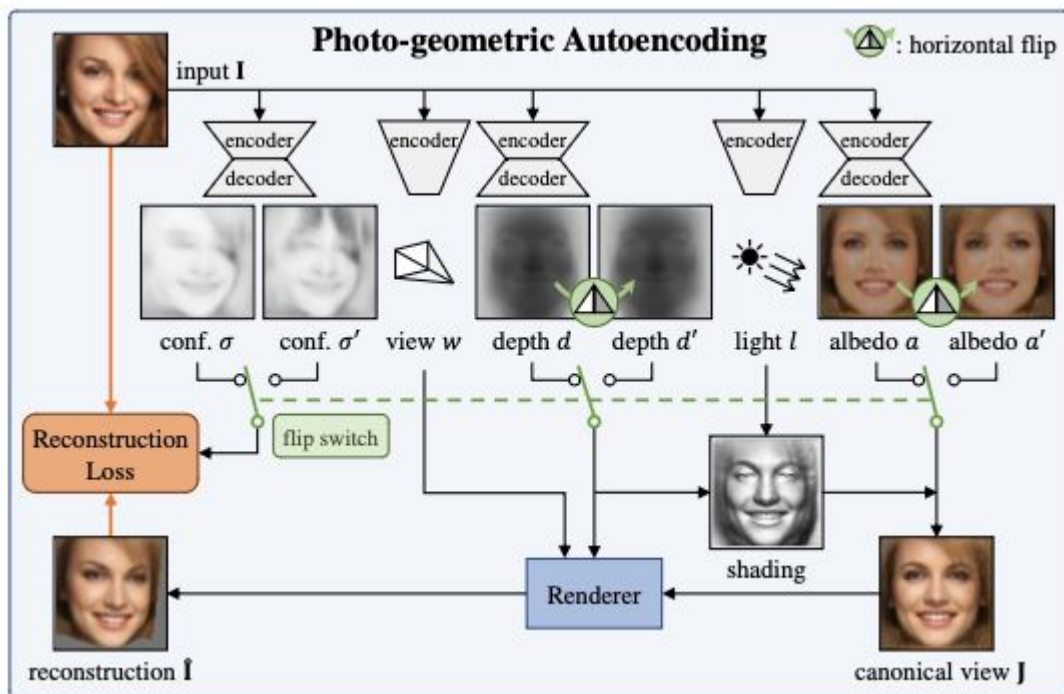 Photo-geometric Autoencoding
: horizontal flip
input I
encoder
decoder
encoder
encoder
decoder
encoder
encoder
decoder
conf. σ
conf. σ′
view w
depth d
depth d′
light l
albedo a
albedo a′
Reconstruction
Loss
flip switch
shading
Renderer
reconstruction Î
canonical view J